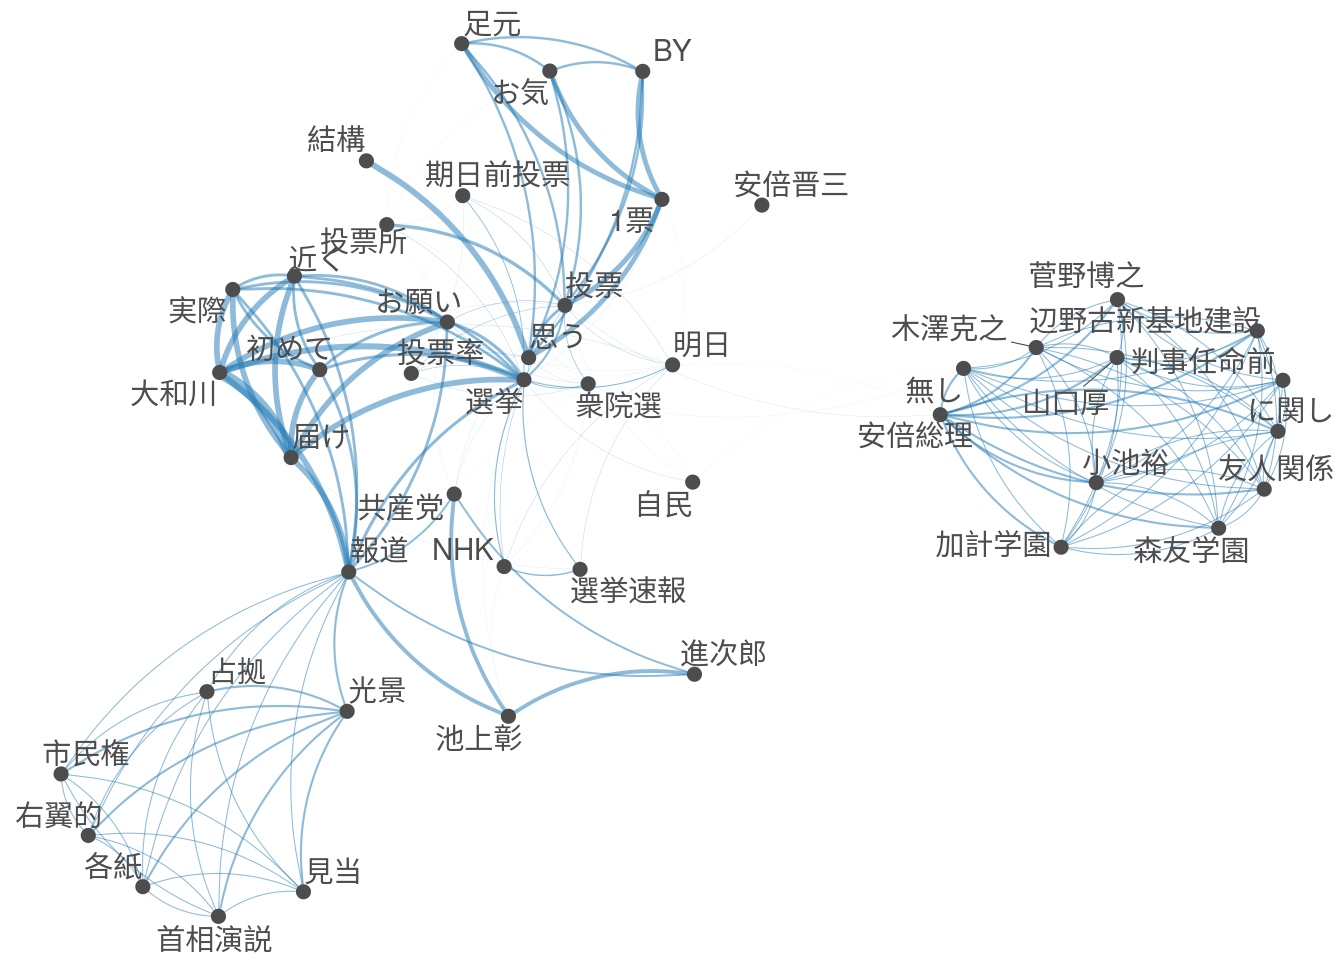 足元
BY
お気
結構
期日前投票
安倍晋三
1票
投票所
近く
菅野博之
実際
お願い
投票
木澤克之
辺野古新基地建設
初めて
投票率
思う
明日
判事任命前
大和川
選挙
衆院選
無し
山口厚
に関し
届け
安倍総理
小池裕
友人関係
共産党
自民
報道
NHK
加計学園
森友学園
選挙速報
占拠
光景
進次郎
池上彰
市民権
右翼的
各紙
見当
首相演説